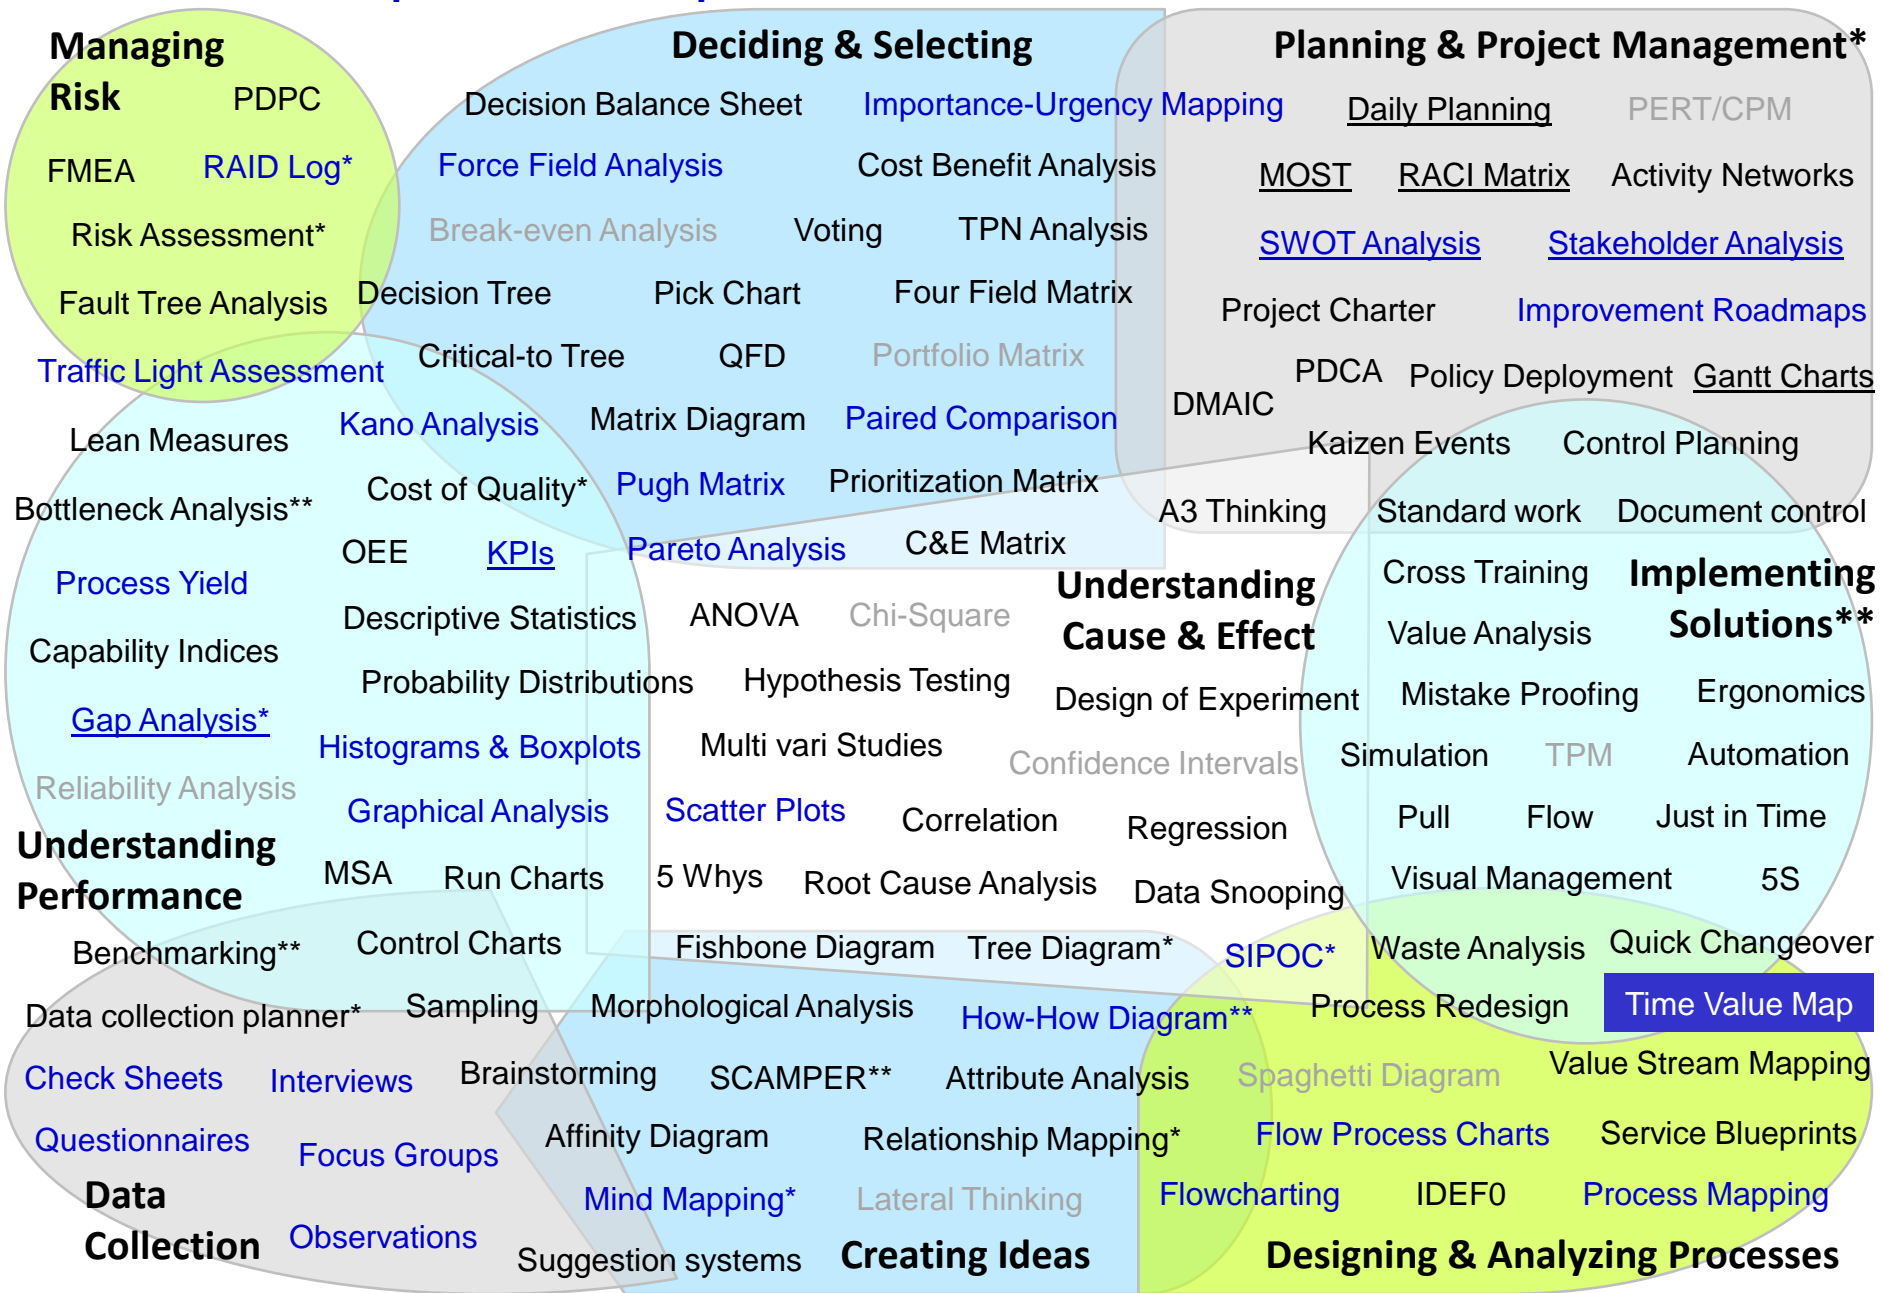 Managing
Risk
PDPC
FMEA
RAID Log*
Risk Assessment*
Fault Tree Analysis
Traffic Light Assessment
Deciding & Selecting
Decision Balance Sheet
Importance-Urgency Mapping
Force Field Analysis
Cost Benefit Analysis
Break-even Analysis
Voting
TPN Analysis
Decision Tree
Pick Chart
Four Field Matrix
Critical-to Tree
QFD
Portfolio Matrix
Kano Analysis
Matrix Diagram
Paired Comparison
Cost of Quality*
Pugh Matrix
Prioritization Matrix
Pareto Analysis
C&E Matrix
Planning & Project Management*
Daily Planning
PERT/CPM
MOST
RACI Matrix
Activity Networks
SWOT Analysis
Stakeholder Analysis
Project Charter
Improvement Roadmaps
PDCA
Policy Deployment
Gantt Charts
DMAIC
Kaizen Events
Control Planning
A3 Thinking
Standard work
Document control
Lean Measures
Bottleneck Analysis**
OEE
KPIs
Process Yield
Descriptive Statistics
Capability Indices
Probability Distributions
Gap Analysis*
Histograms & Boxplots
Reliability Analysis
Graphical Analysis
Understanding
Performance
MSA
Run Charts
Benchmarking**
Control Charts
Understanding
Cause & Effect
ANOVA
Chi-Square
Hypothesis Testing
Design of Experiment
Multi vari Studies
Confidence Intervals
Scatter Plots
Correlation
Regression
5 Whys
Root Cause Analysis
Data Snooping
Fishbone Diagram
Tree Diagram*
SIPOC*
Cross Training
Implementing
Solutions**
Value Analysis
Mistake Proofing
Ergonomics
Simulation
TPM
Automation
Pull
Flow
Just in Time
Visual Management
5S
Waste Analysis
Quick Changeover
Process Redesign
Time Value Map
Data collection planner*
Sampling
Check Sheets
Interviews
Questionnaires
Focus Groups
Data
Collection
Observations
Morphological Analysis
How-How Diagram**
Brainstorming
SCAMPER**
Attribute Analysis
Affinity Diagram
Relationship Mapping*
Mind Mapping*
Lateral Thinking
Suggestion systems
Creating Ideas
Spaghetti Diagram
Value Stream Mapping
Flow Process Charts
Service Blueprints
Flowcharting
IDEF0
Process Mapping
Designing & Analyzing Processes